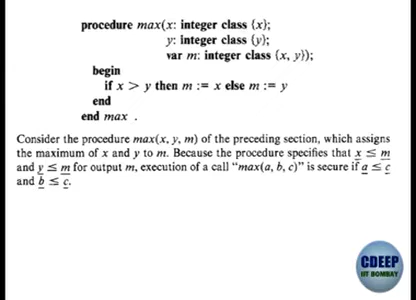 procedure max(x: integer class {x};
y: integer class {y};
var m: integer class {x, y});
begin
if x > y then m := x else m := y
end
end max .
Consider the procedure max(x, y, m) of the preceding section, which assigns
the maximum of x and y to m. Because the procedure specifies that x ≤ m
and y ≤ m for output m, execution of a call "max(a, b, c)" is secure if a ≤ c
and b ≤ c.
CDEEP
IIT BOMBAY